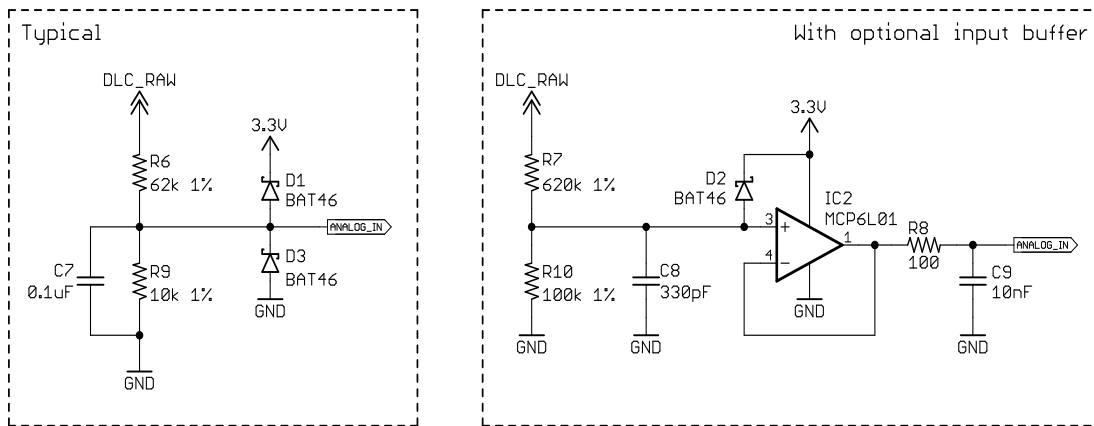 Typical
DLC_RAW
3.3V
R6
62k 1%
D1
BAT46
ANALOG_IN
C7
0.1uF
R9
10k 1%
D3
BAT46
GND
GND
With optional input buffer
DLC_RAW
3.3V
R7
620k 1%
D2
BAT46
IC2
MCP6L01
3
+
1
4
-
R8
100
ANALOG_IN
R10
100k 1%
C8
330pF
C9
10nF
GND
GND
GND
GND